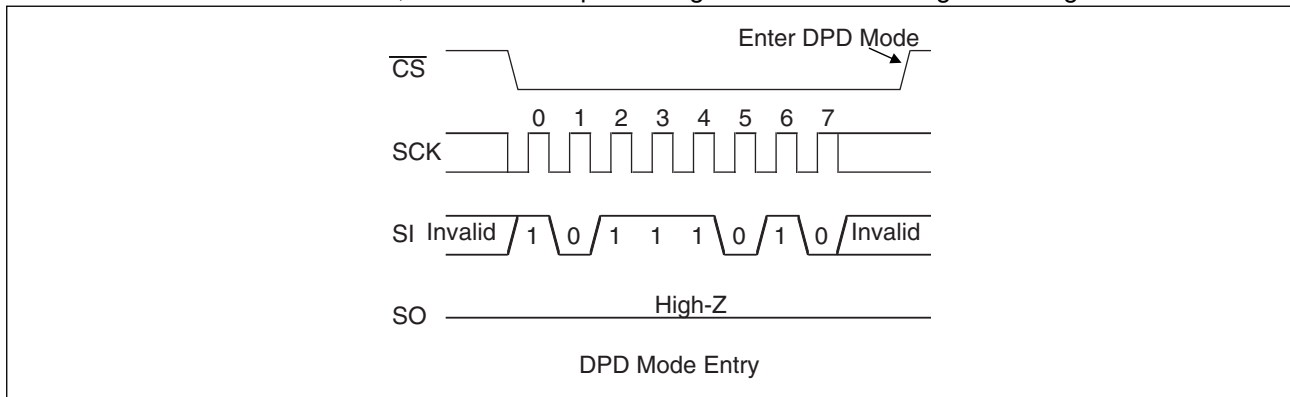 Enter DPD Mode
CS
0 1 2 3 4 5 6 7
SCK
SI Invalid 1 0 1 1 1 0 1 0 Invalid
High-Z
SO
DPD Mode Entry